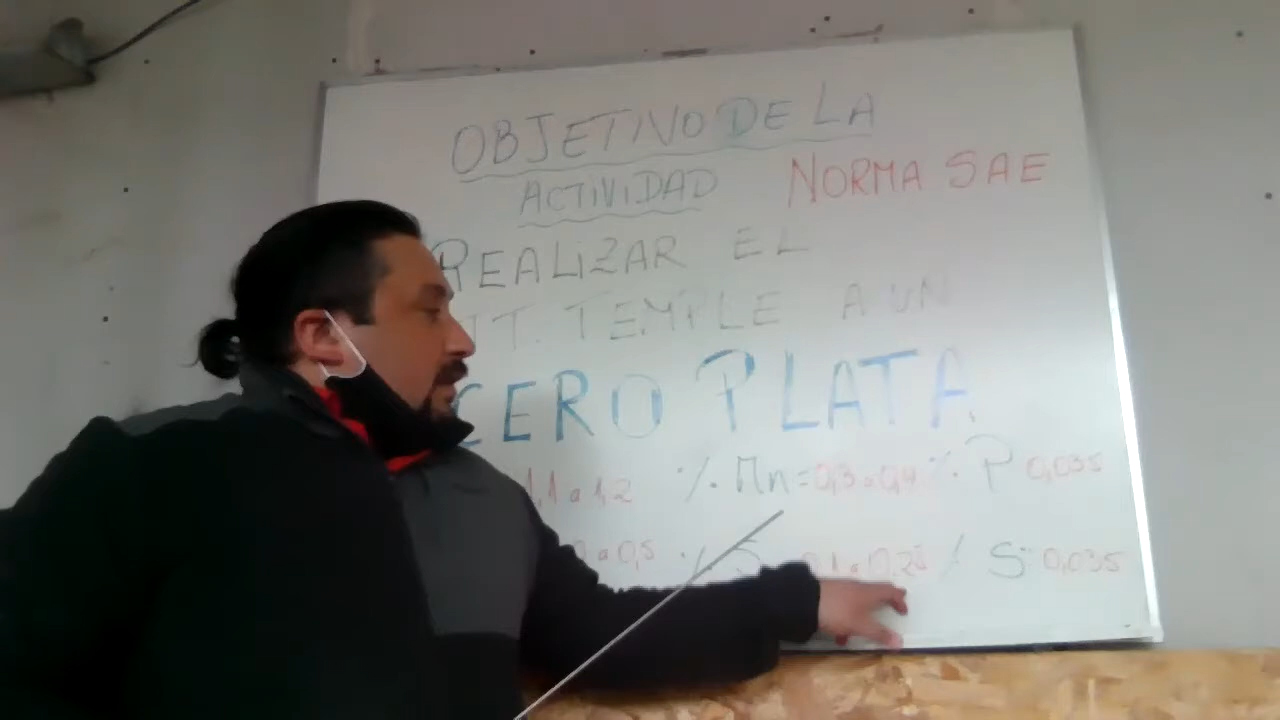 OBJETIVO DE LA
ACTIVIDAD NORMA SAE
REALIZAR EL
TT. TEMPLE A UN
CERO PLATA
1,1 a 1,2 % Mn = 0,3 a 0,4 % P 0,035
a 0,5 % S 0,1 a 0,25 / S: 0,035